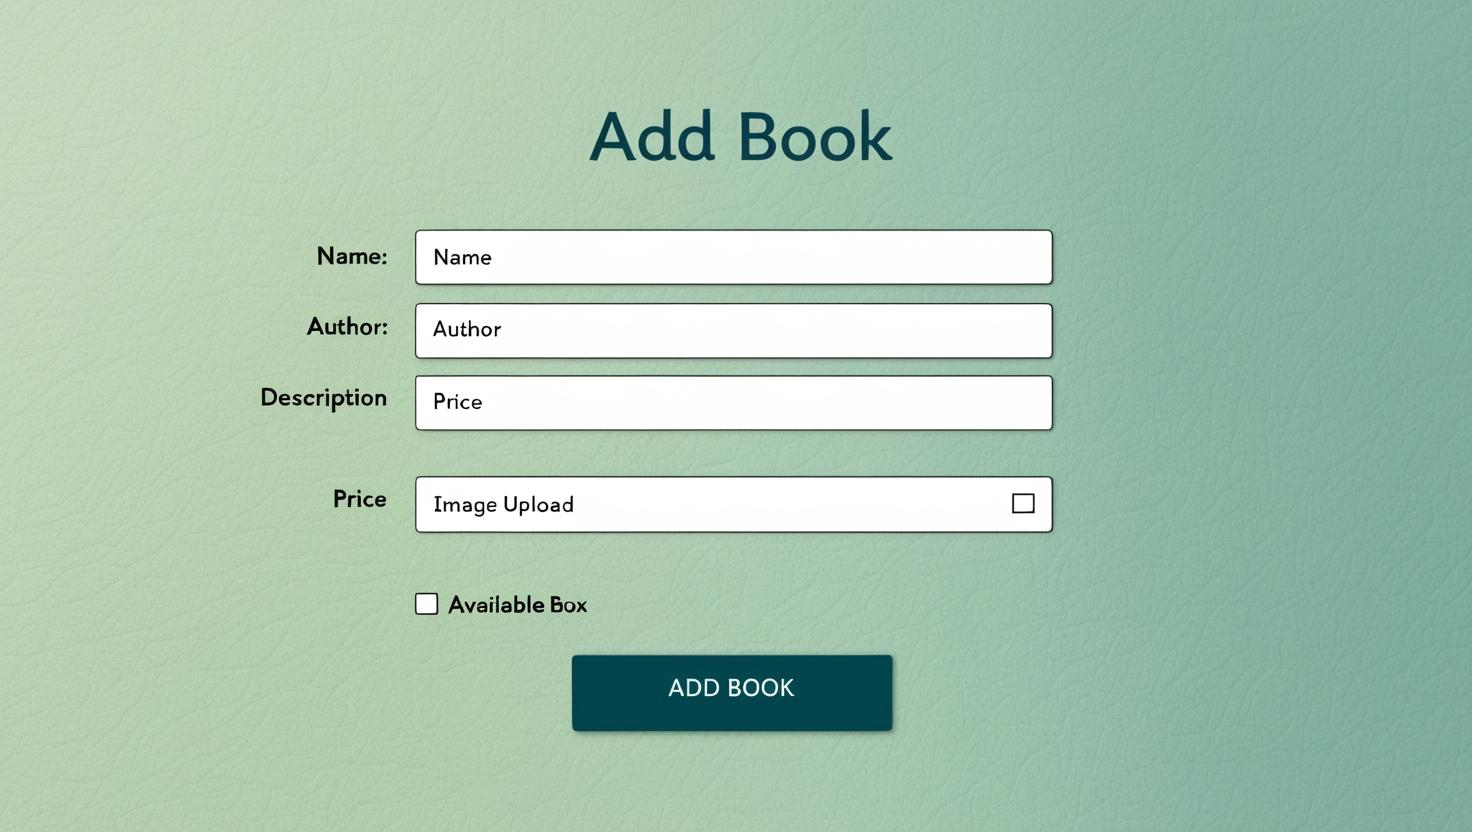 Add Book
Name: Name
Author: Author
Description Price
Price Image Upload
Available Box
ADD BOOK